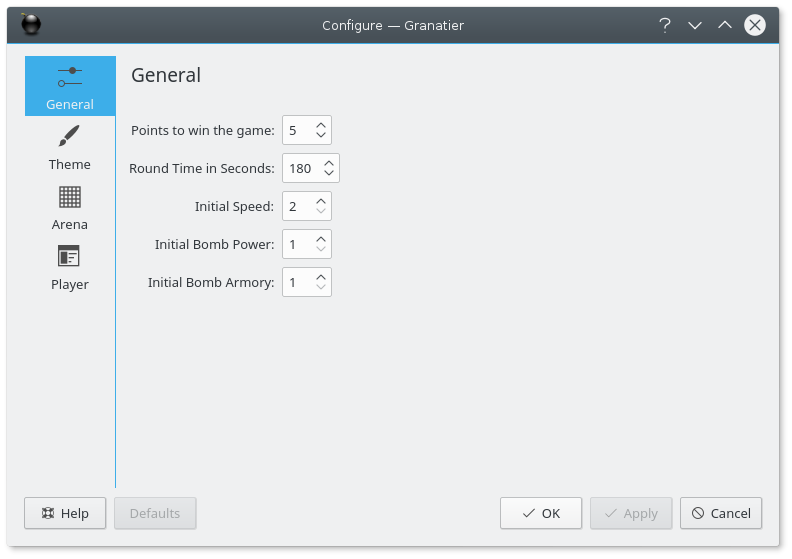 Configure — Granatier
General
Theme
Arena
Player
General
Points to win the game: 5
Round Time in Seconds: 180
Initial Speed: 2
Initial Bomb Power: 1
Initial Bomb Armory: 1
Help Defaults OK Apply Cancel